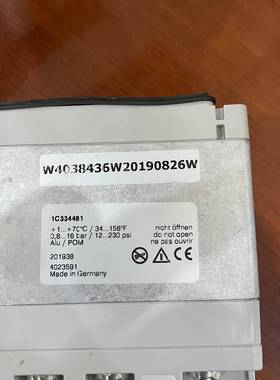 W4038436W20190826W
1C334481
+1...+70°C / 34...158°F
0,8...16 bar / 12...230 psi
Alu / POM
nicht öffnen
do not open
ne pas ouvrir
201938
4023591
Made in Germany
CE